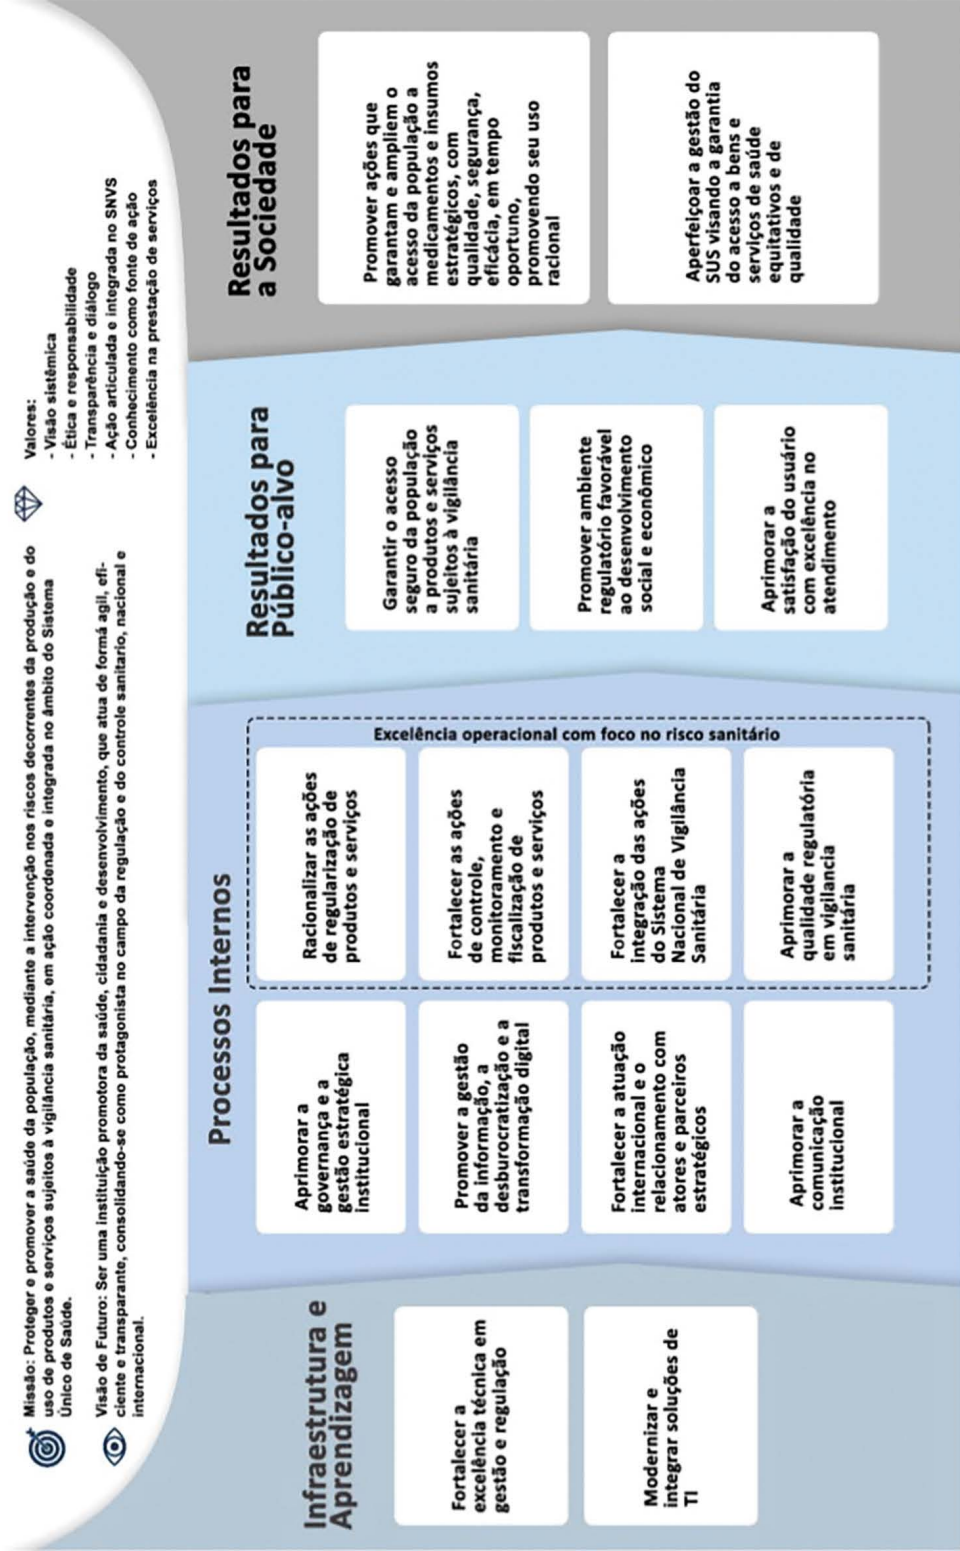 Missão: Proteger e promover a saúde da população, mediante a intervenção nos riscos decorrentes da produção e do
uso de produtos e serviços sujeitos à vigilância sanitária, em ação coordenada e integrada no âmbito do Sistema
Único de Saúde.
Visão de Futuro: Ser uma instituição promotora da saúde, cidadania e desenvolvimento, que atua de formá agil, efi-
ciente e transparante, consolidando-se como protagonista no campo da regulação e do controle sanitario, nacional e
internacional.
Valores:
- Visão sistêmica
- Ética e responsabilidade
- Transparência e diálogo
- Ação articulada e integrada no SNVS
- Conhecimento como fonte de ação
- Excelência na prestação de serviços
Infraestrutura e
Aprendizagem
Fortalecer a
excelência técnica em
gestão e regulação
Modernizar e
integrar soluções de
TI
Processos Internos
Aprimorar a
governança e a
gestão estratégica
institucional
Promover a gestão
da informação, a
desburocratização e a
transformação digital
Fortalecer a atuação
internacional e o
relacionamento com
atores e parceiros
estratégicos
Aprimorar a
comunicação
institucional
Racionalizar as ações
de regularização de
produtos e serviços
Fortalecer as ações
de controle,
monitoramento e
fiscalização de
produtos e serviços
Fortalecer a
integração das ações
do Sistema
Nacional de Vigilância
Sanitária
Aprimorar a
qualidade regulatória
em vigilancia
sanitária
Excelência operacional com foco no risco sanitário
Resultados para
Público-alvo
Garantir o acesso
seguro da população
a produtos e serviços
sujeitos à vigilância
sanitária
Promover ambiente
regulatório favorável
ao desenvolvimento
social e econômico
Aprimorar a
satisfação do usuário
com excelência no
atendimento
Resultados para
a Sociedade
Promover ações que
garantam e ampliem o
acesso da população a
medicamentos e insumos
estratégicos, com
qualidade, segurança,
eficácia, em tempo
oportuno,
promovendo seu uso
racional
Aperfeiçoar a gestão do
SUS visando a garantia
do acesso a bens e
serviços de saúde
equitativos e de
qualidade